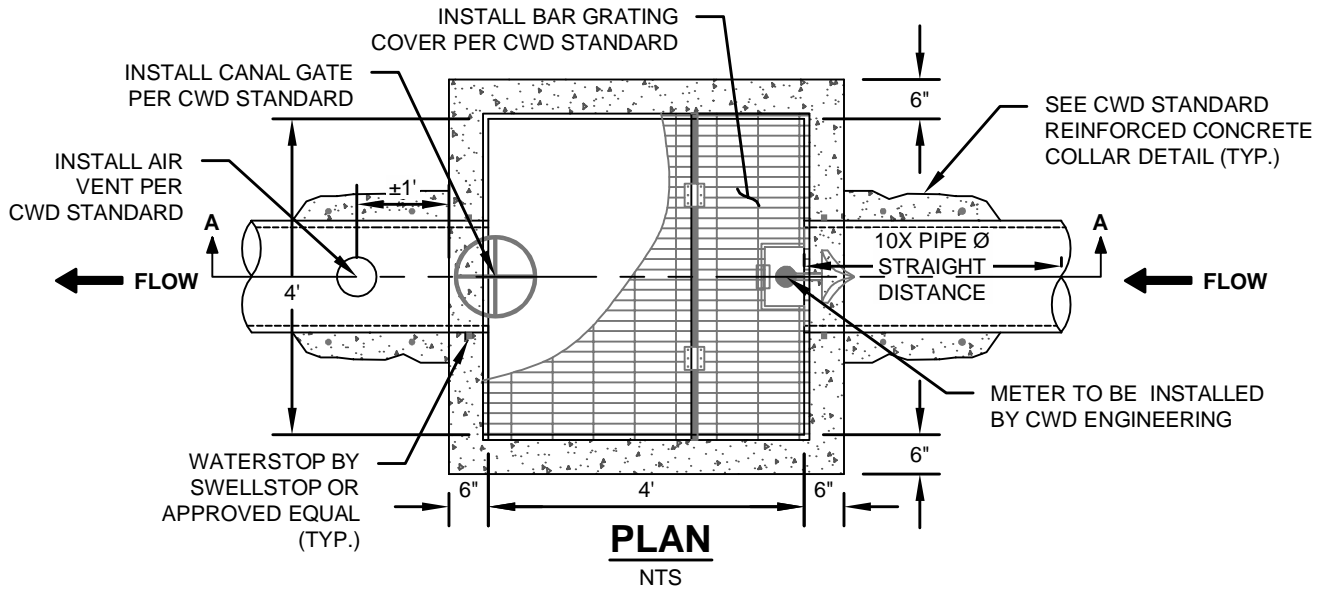 INSTALL BAR GRATING
COVER PER CWD STANDARD
INSTALL CANAL GATE
PER CWD STANDARD
6"
SEE CWD STANDARD
REINFORCED CONCRETE
COLLAR DETAIL (TYP.)
INSTALL AIR
VENT PER
CWD STANDARD
±1'
A
A
10X PIPE Ø
STRAIGHT
DISTANCE
FLOW
FLOW
4'
METER TO BE INSTALLED
BY CWD ENGINEERING
WATERSTOP BY
SWELLSTOP OR
APPROVED EQUAL
(TYP.)
6"
6"
4'
6"
PLAN
NTS